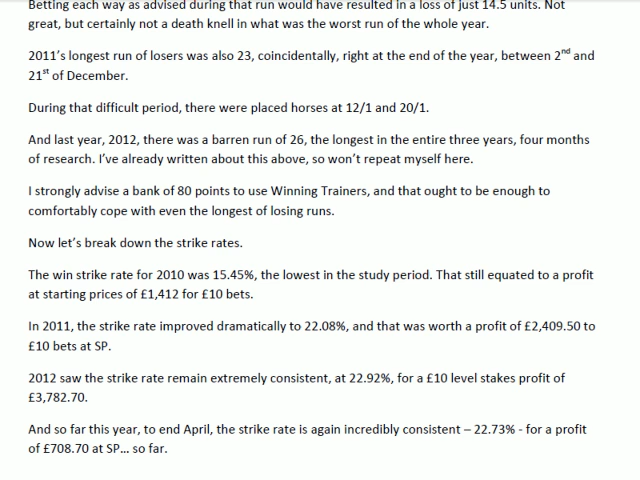 Betting each way as advised during that run would have resulted in a loss of just 14.5 units. Not
great, but certainly not a death knell in what was the worst run of the whole year.
2011's longest run of losers was also 23, coincidentally, right at the end of the year, between 2nd and
21st of December.
During that difficult period, there were placed horses at 12/1 and 20/1.
And last year, 2012, there was a barren run of 26, the longest in the entire three years, four months
of research. I've already written about this above, so won't repeat myself here.
I strongly advise a bank of 80 points to use Winning Trainers, and that ought to be enough to
comfortably cope with even the longest of losing runs.
Now let's break down the strike rates.
The win strike rate for 2010 was 15.45%, the lowest in the study period. That still equated to a profit
at starting prices of £1,412 for £10 bets.
In 2011, the strike rate improved dramatically to 22.08%, and that was worth a profit of £2,409.50 to
£10 bets at SP.
2012 saw the strike rate remain extremely consistent, at 22.92%, for a £10 level stakes profit of
£3,782.70.
And so far this year, to end April, the strike rate is again incredibly consistent – 22.73% - for a profit
of £708.70 at SP... so far.